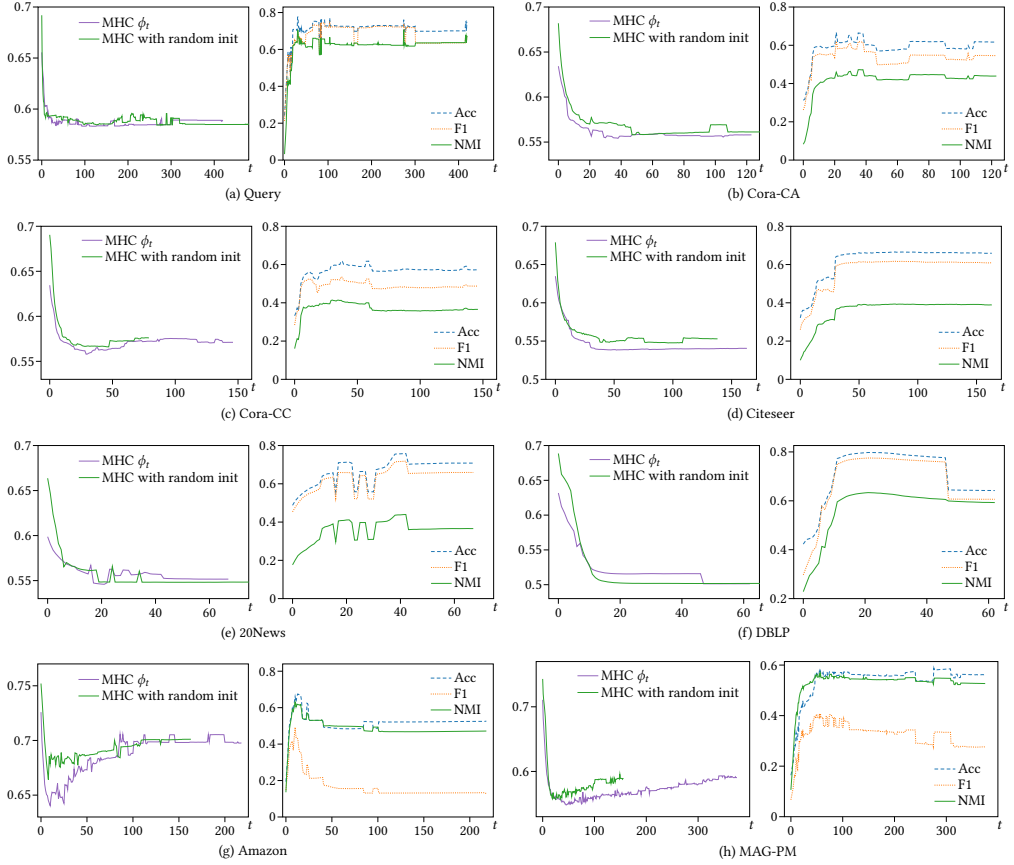 0.7
0.65
0.6
0.55
MHC ϕt
MHC with random init
0 100 200 300 400 t
0.8
0.6
0.4
0.2
0
Acc
F1
NMI
0 100 200 300 400 t
(a) Query
0.7
0.65
0.6
0.55
MHC ϕt
MHC with random init
0 20 40 60 80 100 120 t
0.8
0.6
0.4
0.2
0
Acc
F1
NMI
0 20 40 60 80 100 120 t
(b) Cora-CA
0.7
0.65
0.6
0.55
MHC ϕt
MHC with random init
0 50 100 150 t
0.8
0.6
0.4
0.2
0
Acc
F1
NMI
0 50 100 150 t
(c) Cora-CC
0.7
0.65
0.6
0.55
0.5
MHC ϕt
MHC with random init
0 50 100 150 t
0.8
0.6
0.4
0.2
0
Acc
F1
NMI
0 50 100 150 t
(d) Citeseer
0.7
0.65
0.6
0.55
MHC ϕt
MHC with random init
0 20 40 60 t
0.8
0.6
0.4
0.2
0
Acc
F1
NMI
0 20 40 60 t
(e) 20News
0.7
0.65
0.6
0.55
0.5
MHC ϕt
MHC with random init
0 20 40 60 t
0.8
0.6
0.4
0.2
Acc
F1
NMI
0 20 40 60 t
(f) DBLP
0.75
0.7
0.65
MHC ϕt
MHC with random init
0 50 100 150 200 t
0.8
0.6
0.4
0.2
0
Acc
F1
NMI
0 50 100 150 200 t
(g) Amazon
0.7
0.6
MHC ϕt
MHC with random init
0 100 200 300 t
0.6
0.4
0.2
0
Acc
F1
NMI
0 100 200 300 t
(h) MAG-PM